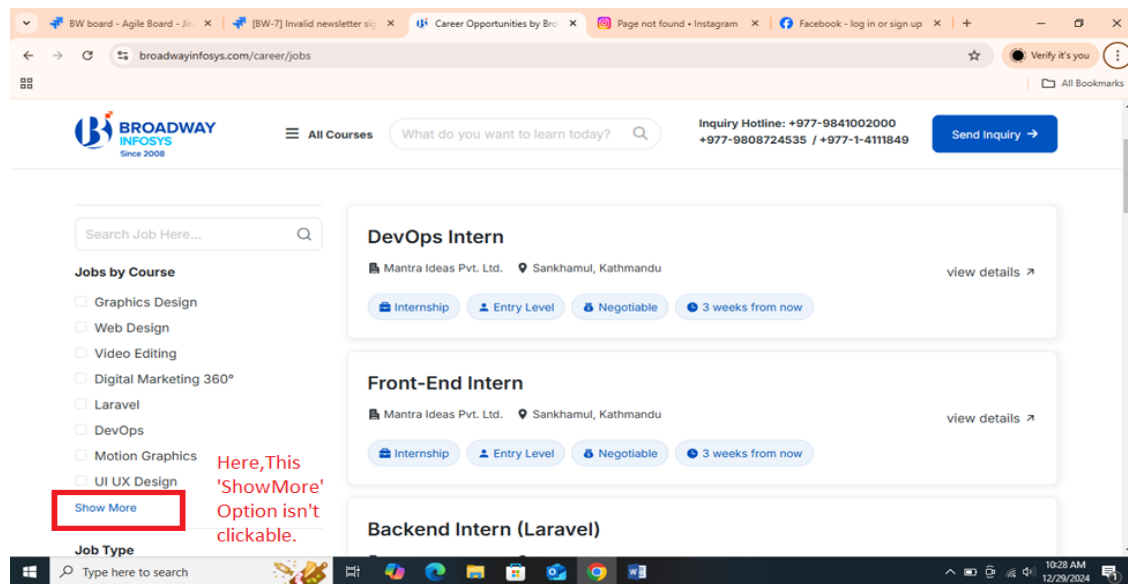 BW board - Agile Board - Jir
[BW-7] Invalid newsletter sig
Career Opportunities by Bro
Page not found • Instagram
Facebook - log in or sign up
broadwayinfosys.com/career/jobs
Verify it's you
All Bookmarks
BROADWAY
INFOSYS
Since 2008
All Courses
What do you want to learn today?
Inquiry Hotline: +977-9841002000
+977-9808724535 / +977-1-4111849
Send Inquiry →
Search Job Here...
Jobs by Course
Graphics Design
Web Design
Video Editing
Digital Marketing 360°
Laravel
DevOps
Motion Graphics
UI UX Design
Show More
Job Type
Here,This
'ShowMore'
Option isn't
clickable.
DevOps Intern
Mantra Ideas Pvt. Ltd. Sankhamul, Kathmandu
view details
Internship Entry Level Negotiable 3 weeks from now
Front-End Intern
Mantra Ideas Pvt. Ltd. Sankhamul, Kathmandu
view details
Internship Entry Level Negotiable 3 weeks from now
Backend Intern (Laravel)
Type here to search
10:28 AM
12/29/2024